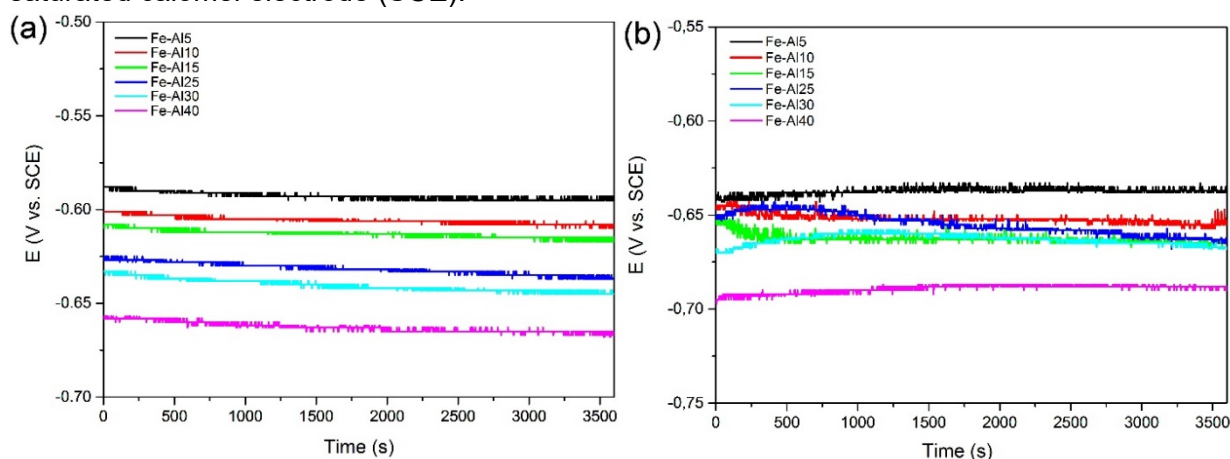 saturated calomel electrode (SCE).
(a)
-0.50
-0.55
-0.60
-0.65
-0.70
E (V vs. SCE)
Fe-Al5
Fe-Al10
Fe-Al15
Fe-Al25
Fe-Al30
Fe-Al40
0 500 1000 1500 2000 2500 3000 3500
Time (s)
(b)
-0,55
-0,60
-0,65
-0,70
-0,75
E (V vs. SCE)
Fe-Al5
Fe-Al10
Fe-Al15
Fe-Al25
Fe-Al30
Fe-Al40
0 500 1000 1500 2000 2500 3000 3500
Time (s)